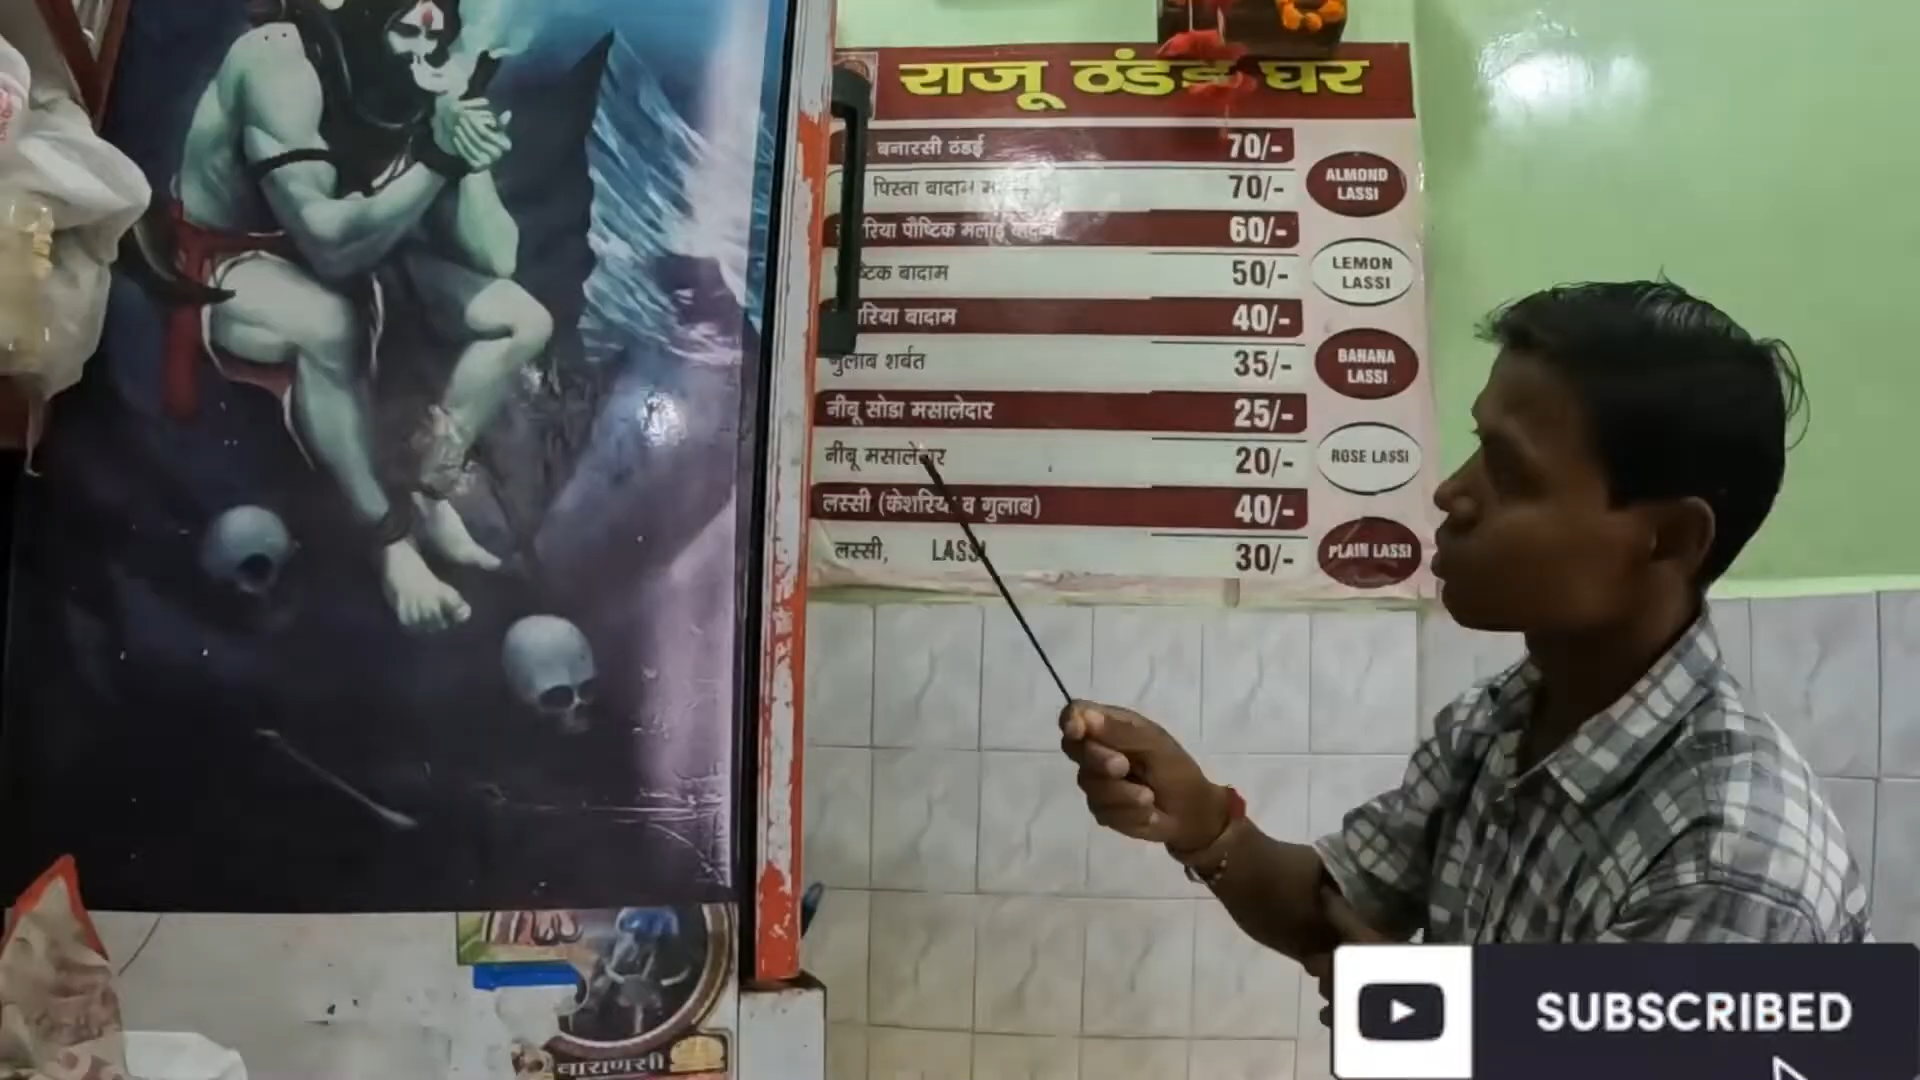 राजू ठंडई घर
बनारसी ठंडई 70/-
पिस्ता बादाम 70/-
पौष्टिक मलाई बादाम 60/-
बादाम 50/-
बादाम 40/-
गुलाब शर्बत 35/-
नीबू सोडा मसालेदार 25/-
नीबू मसालेदार 20/-
लस्सी (केशरिया व गुलाब) 40/-
लस्सी, LASSI 30/-
ALMOND
LASSI
LEMON
LASSI
BANANA
LASSI
ROSE LASSI
PLAIN LASSI
वाराणसी
SUBSCRIBED